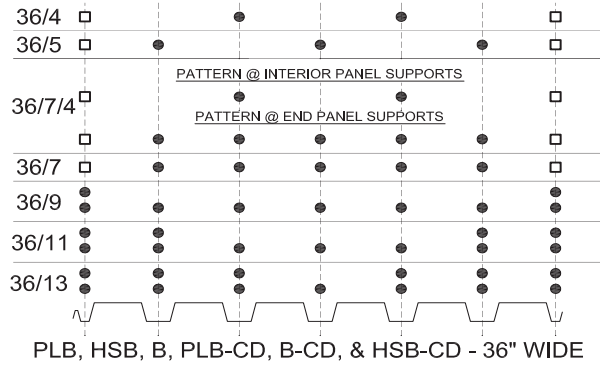 36/4
36/5
PATTERN @ INTERIOR PANEL SUPPORTS
36/7/4
PATTERN @ END PANEL SUPPORTS
36/7
36/9
36/11
36/13
PLB, HSB, B, PLB-CD, B-CD, & HSB-CD - 36" WIDE